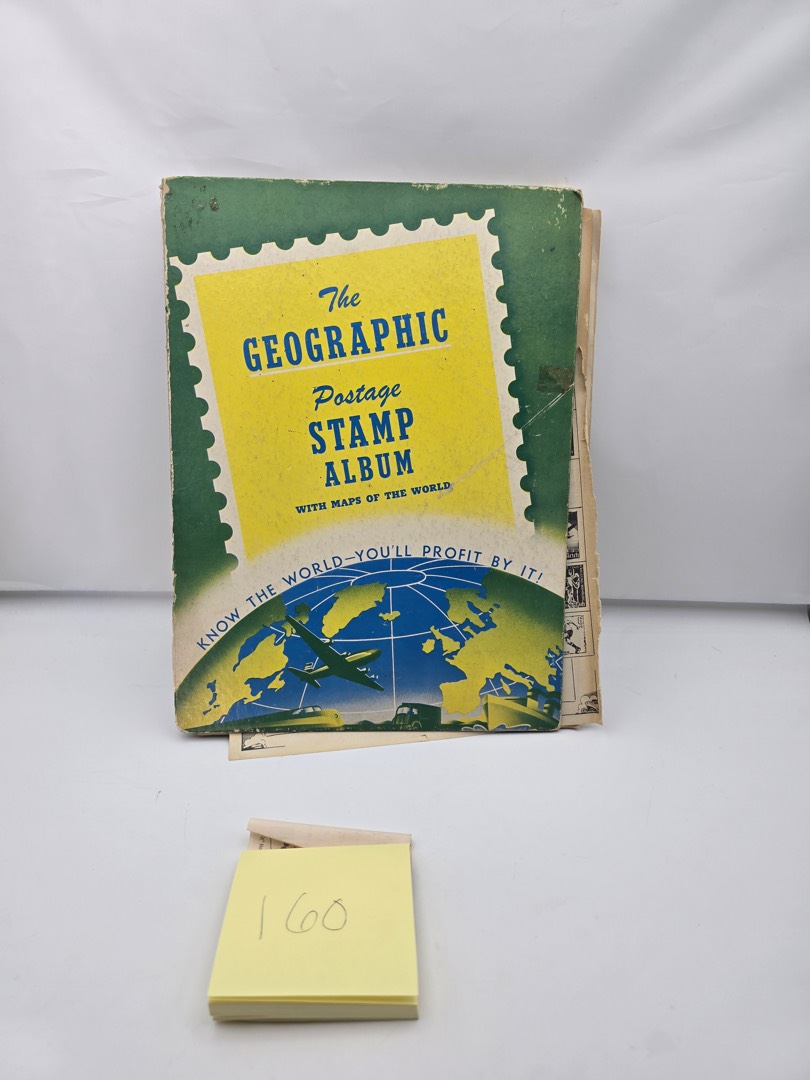 The
GEOGRAPHIC
Postage
STAMP
ALBUM
WITH MAPS OF THE WORLD
KNOW THE WORLD—YOU'LL PROFIT BY IT!
160